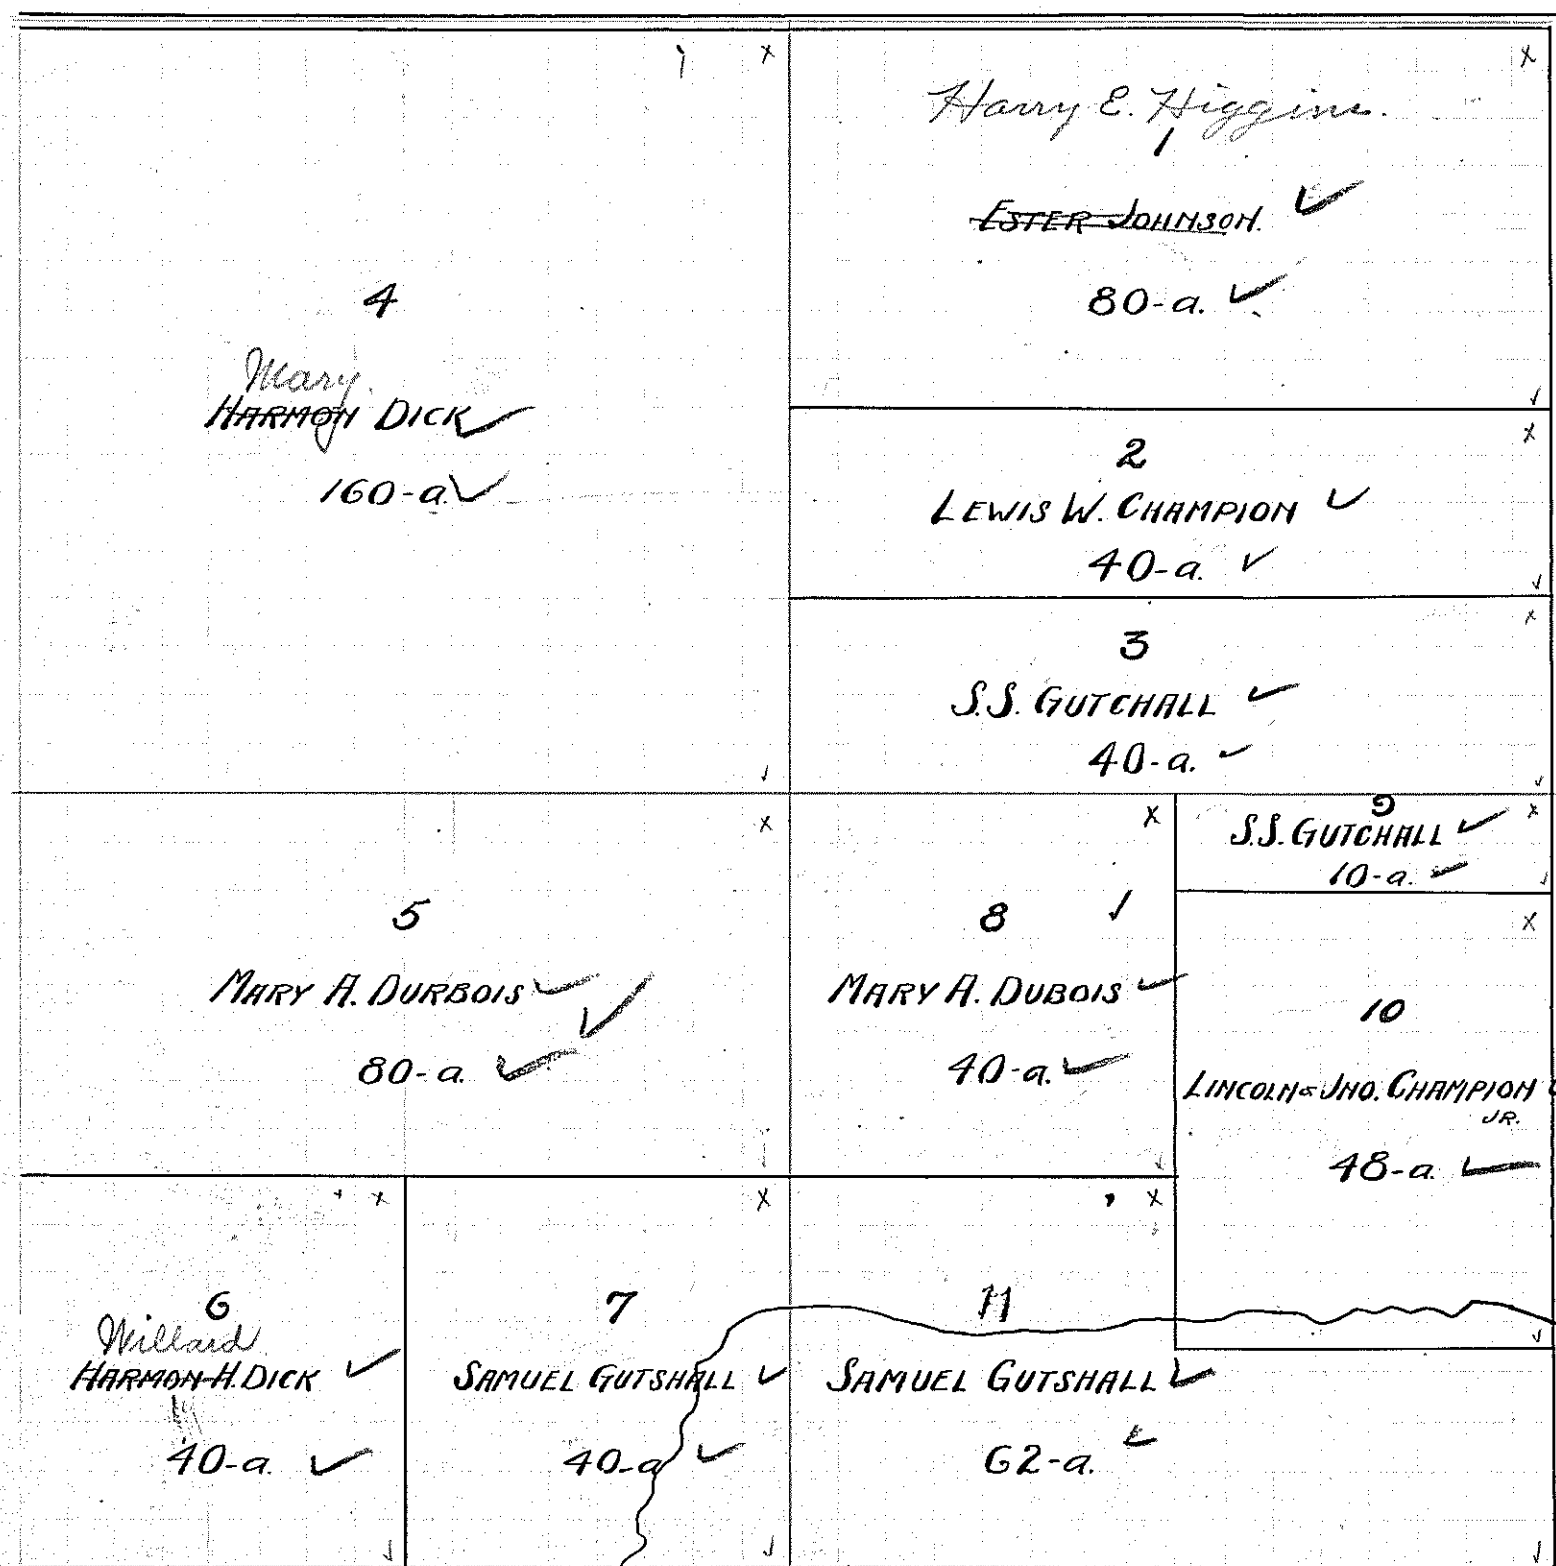 Harry E. Higgins.
1
ESTER JOHNSON.
80-a.
4
Mary.
HARMON DICK
160-a
2
LEWIS W. CHAMPION
40-a.
3
S.S. GUTCHALL
40-a.
5
MARY A. DURBOIS
80-a.
8
MARY A. DUBOIS
40-a.
9
S.S. GUTCHALL
10-a.
10
LINCOLN & JNO. CHAMPION
JR.
48-a.
6
Willard
HARMON H. DICK
40-a.
7
SAMUEL GUTSHALL
40-a
11
SAMUEL GUTSHALL
62-a.